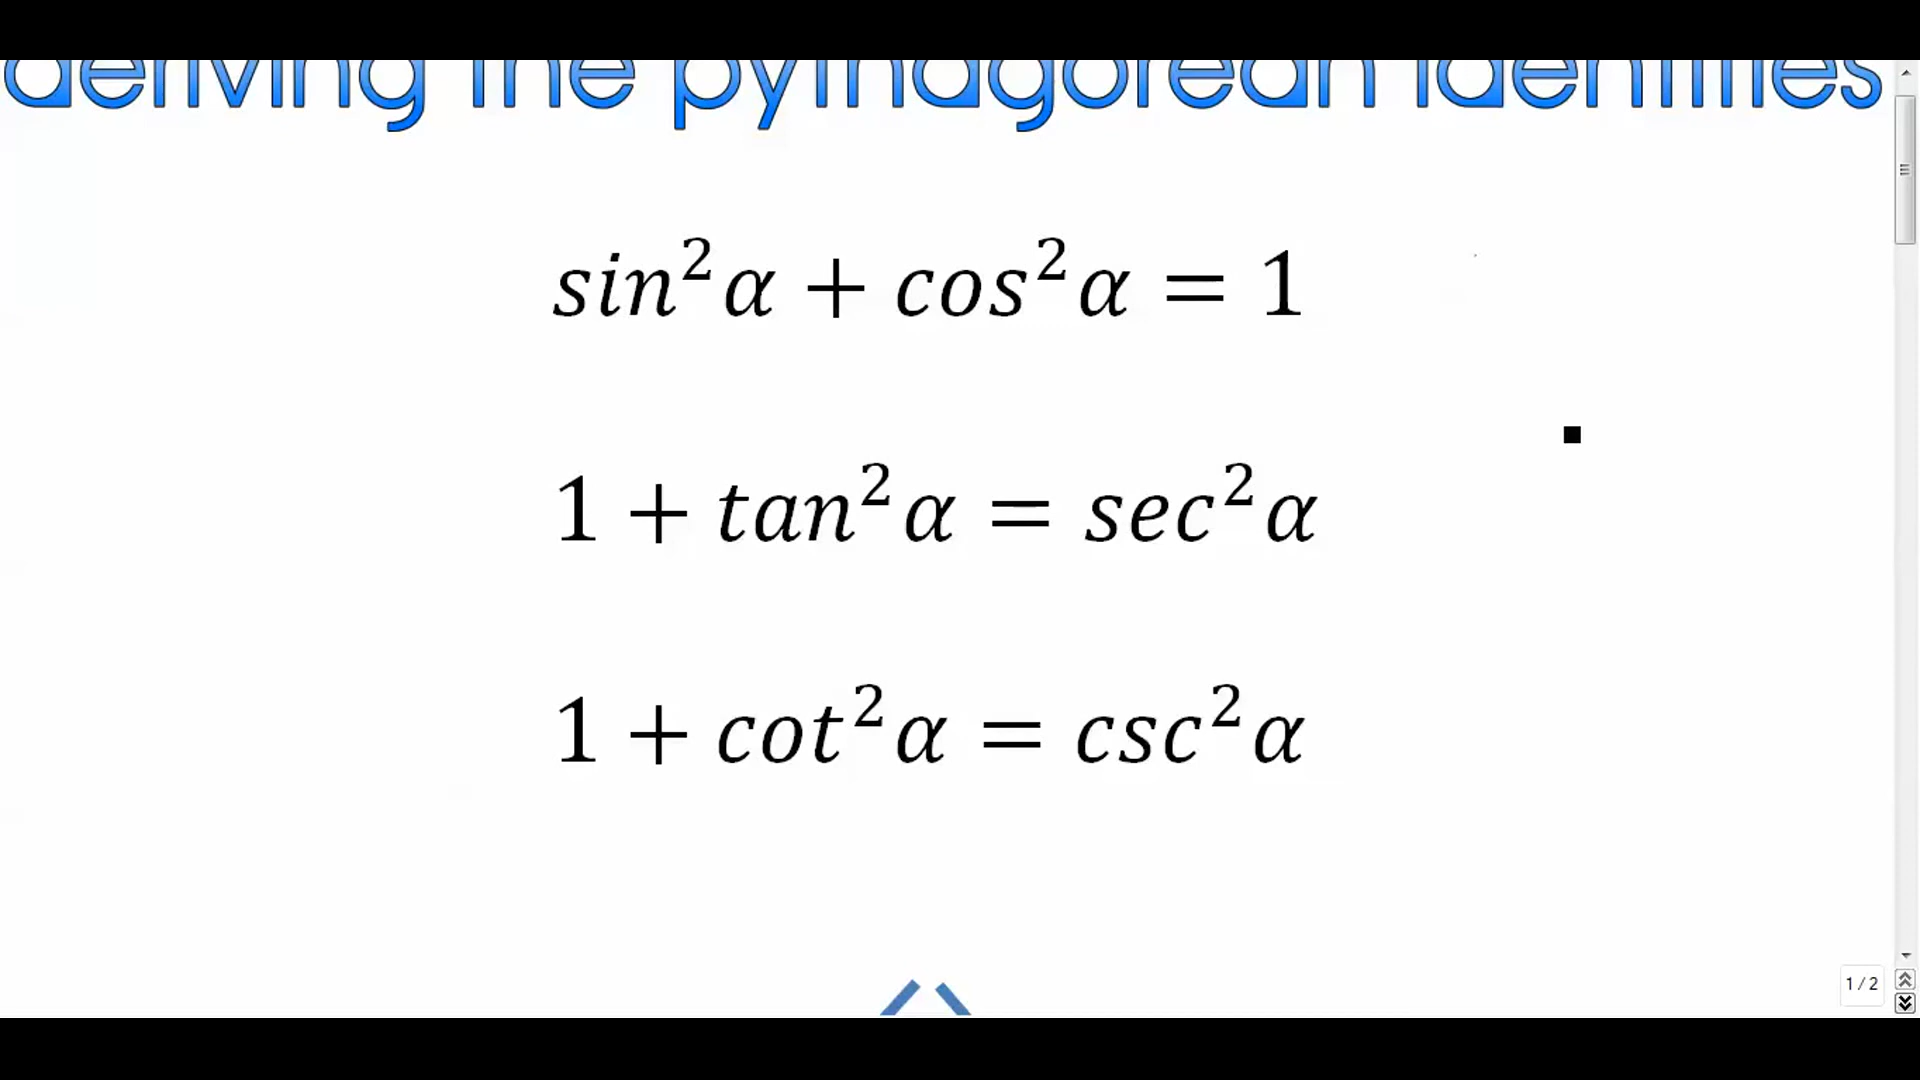 deriving the pythagorean identities
sin²α + cos²α = 1
1 + tan²α = sec²α
1 + cot²α = csc²α
1 / 2